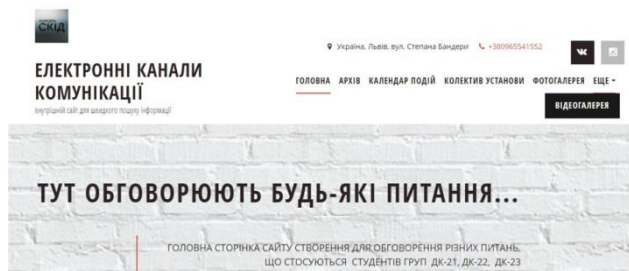 СКІД
Україна, Львів, вул. Степана Бандери +380965541552
ЕЛЕКТРОННІ КАНАЛИ
КОМУНІКАЦІЇ
внутрішній сайт для швидкого пошуку інформації
ГОЛОВНА АРХІВ КАЛЕНДАР ПОДІЙ КОЛЕКТИВ УСТАНОВИ ФОТОГАЛЕРЕЯ ЕЩЕ
ВІДЕОГАЛЕРЕЯ
ТУТ ОБГОВОРЮЮТЬ БУДЬ-ЯКІ ПИТАННЯ...
ГОЛОВНА СТОРІНКА САЙТУ СТВОРЕННЯ ДЛЯ ОБГОВОРЕННЯ РІЗНИХ ПИТАНЬ,
ЩО СТОСУЮТЬСЯ СТУДЕНТІВ ГРУП ДК-21, ДК-22, ДК-23